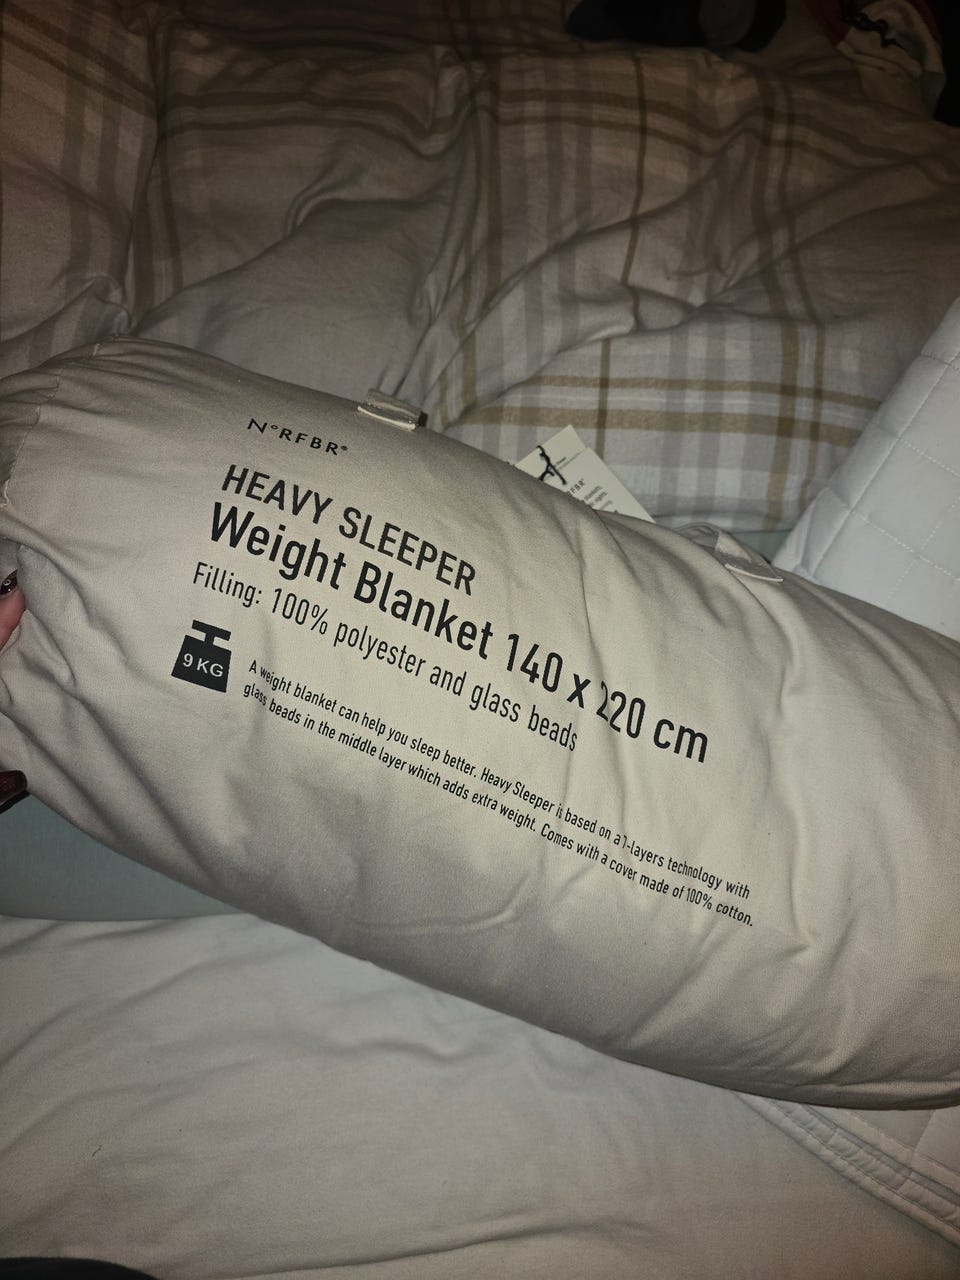 N°RFBR®
HEAVY SLEEPER
Weight Blanket 140 x 220 cm
Filling: 100% polyester and glass beads
9 KG
A weight blanket can help you sleep better. Heavy Sleeper is based on a 7-layers technology with
glass beads in the middle layer which adds extra weight. Comes with a cover made of 100% cotton.